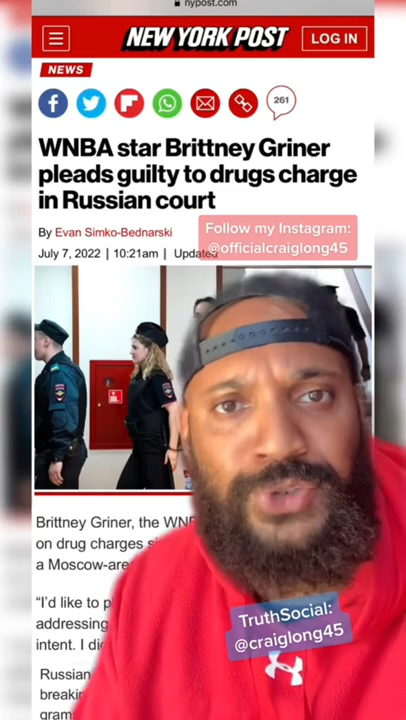 nypost.com
NEW YORK POST
LOG IN
NEWS
261
WNBA star Brittney Griner
pleads guilty to drugs charge
in Russian court
By Evan Simko-Bednarski
July 7, 2022 | 10:21am | Updated
Follow my Instagram:
@officialcraiglong45
Brittney Griner, the WNB
on drug charges
a Moscow-are
“I’d like to p
addressing
intent. I di
Russian
breakin
gram
TruthSocial:
@craiglong45